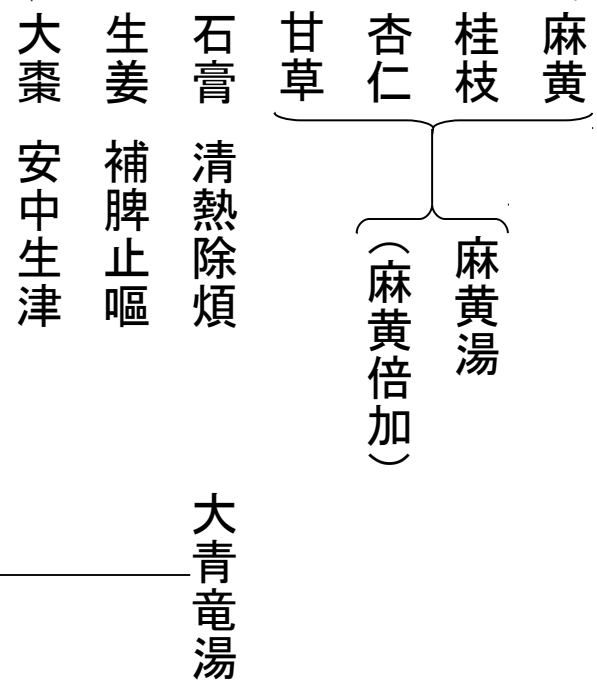 麻黄
桂枝
杏仁
甘草
石膏 清熱除煩
生姜 補脾止嘔
大棗 安中生津
麻黄湯
（麻黄倍加）
大青竜湯